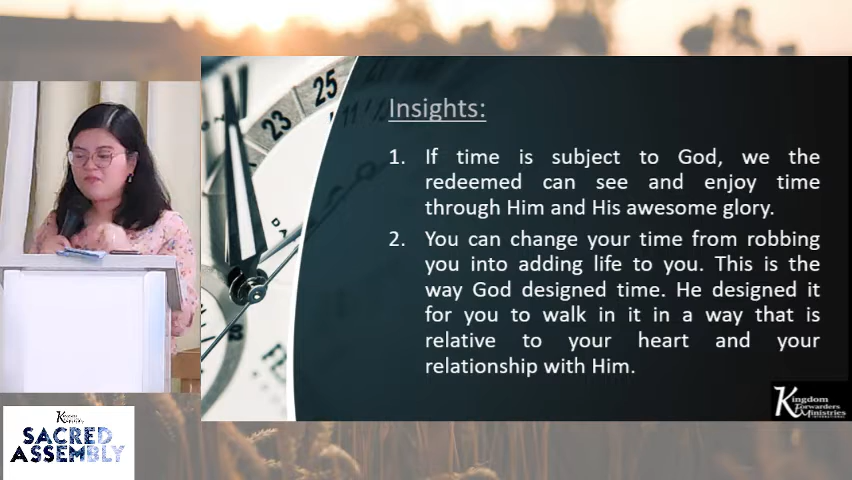 Insights:
1. If time is subject to God, we the
redeemed can see and enjoy time
through Him and His awesome glory.
2. You can change your time from robbing
you into adding life to you. This is the
way God designed time. He designed it
for you to walk in it in a way that is
relative to your heart and your
relationship with Him.
25
23
Kingdom
Forwarders
Ministries
INTERNATIONAL
SACRED
ASSEMBLY